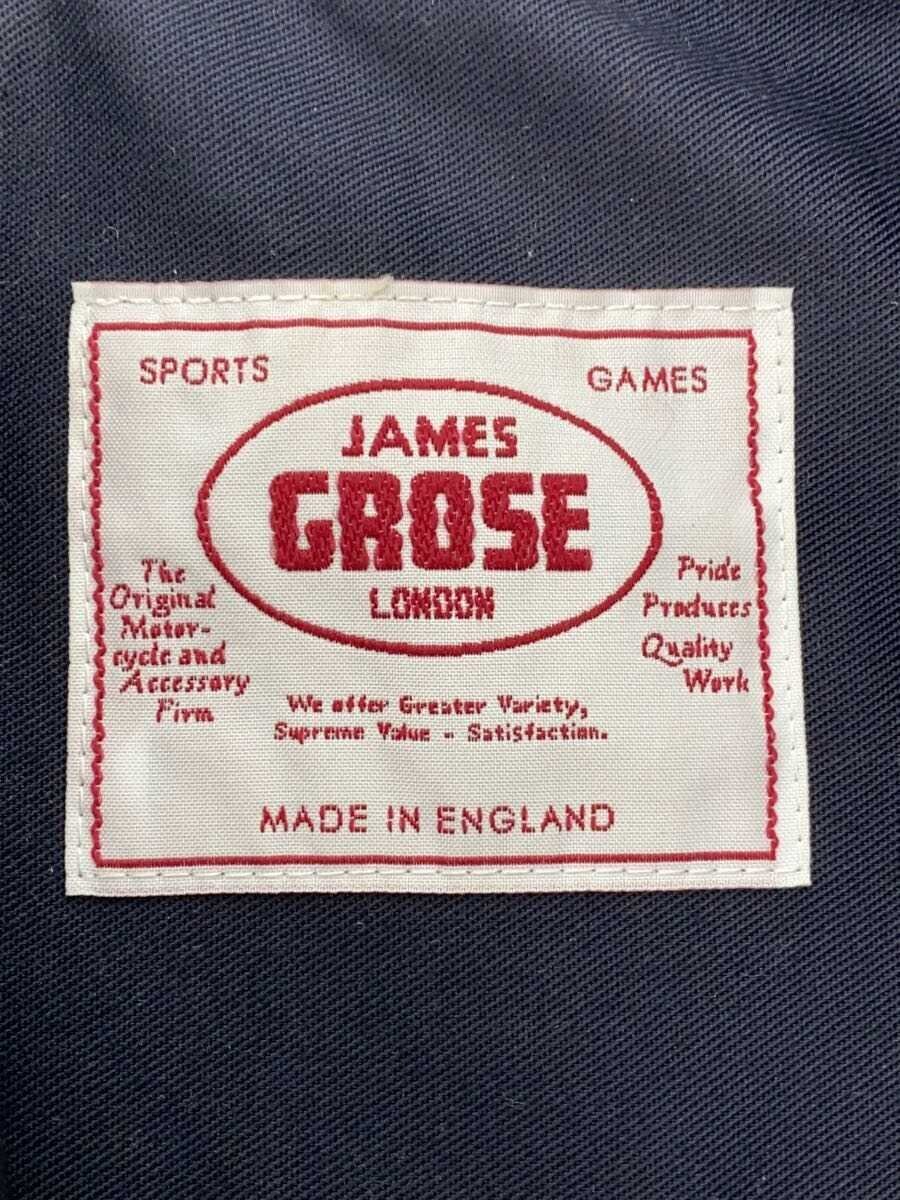 SPORTS
GAMES
JAMES
GROSE
LONDON
The
Original
Motor-
cycle and
Accessory
Firm
Pride
Produces
Quality
Work
We offer Greater Variety,
Supreme Value - Satisfaction.
MADE IN ENGLAND